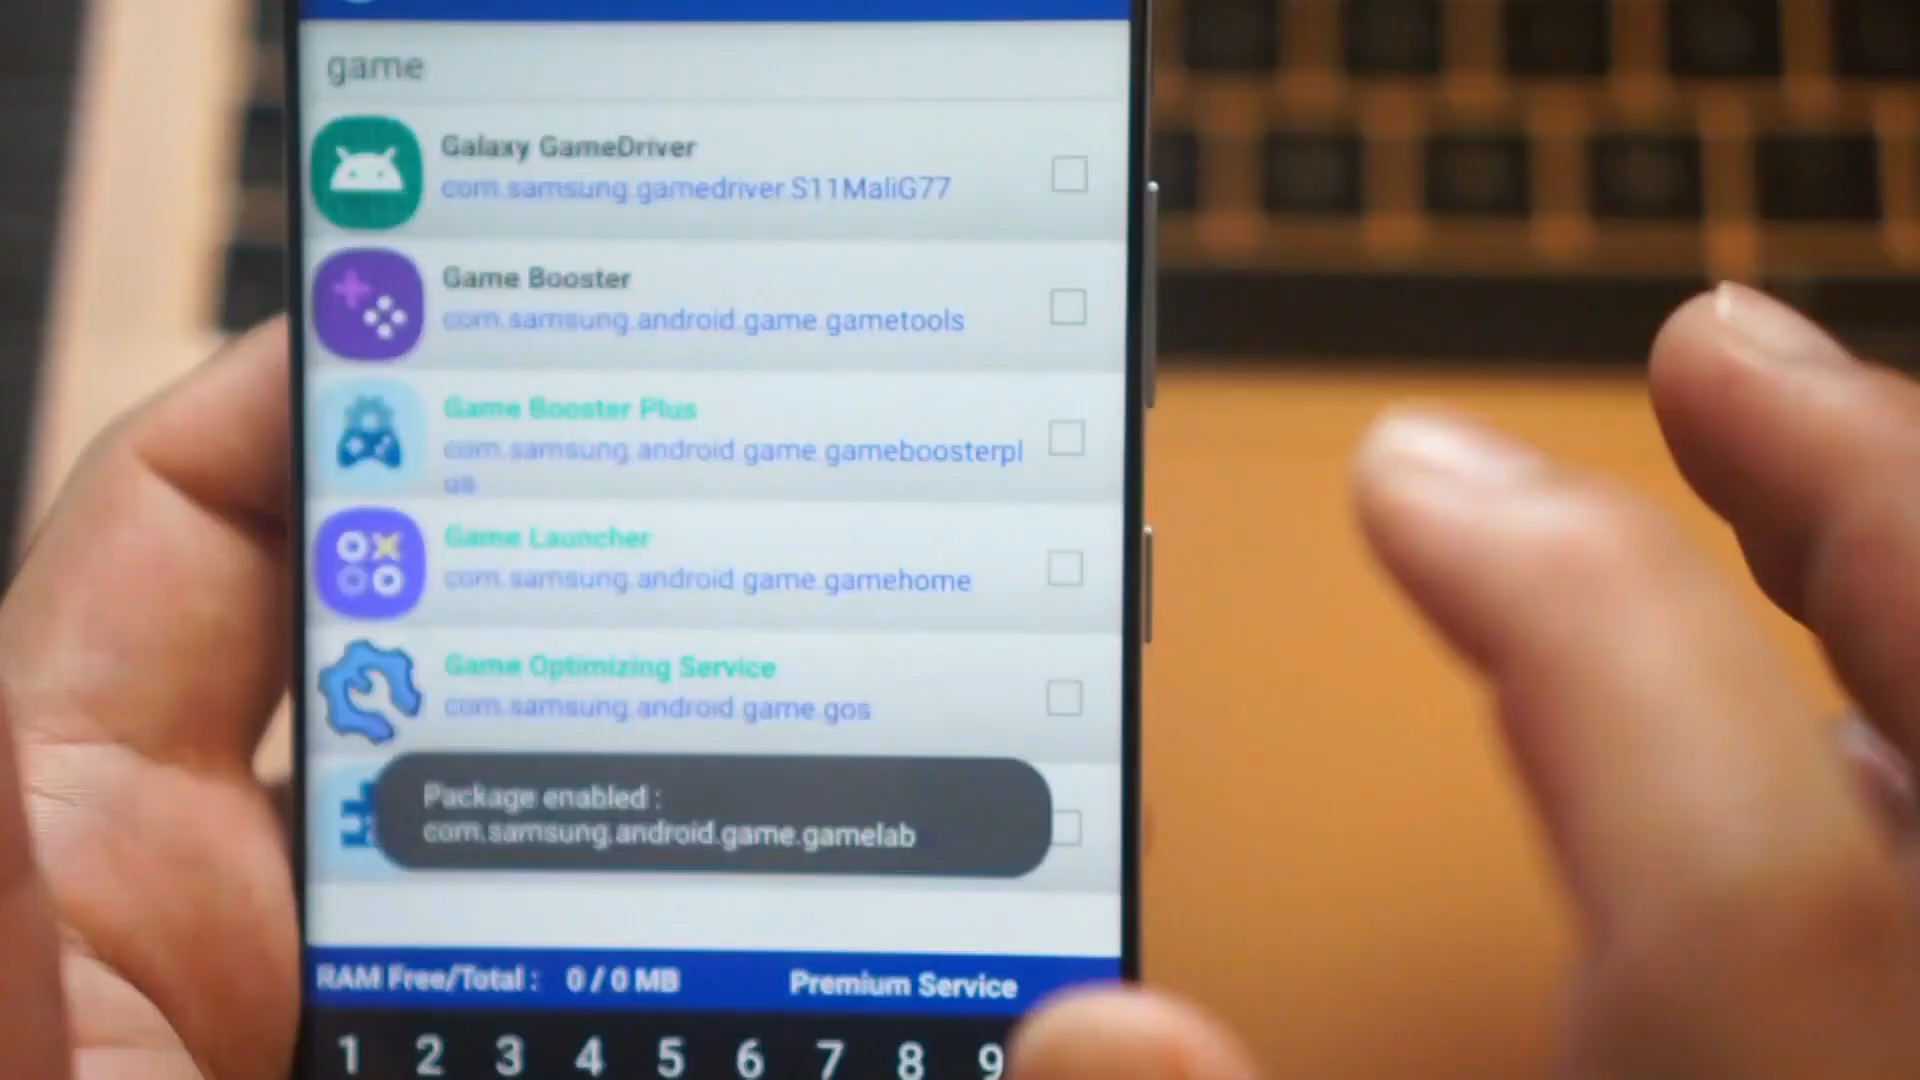 game
Galaxy GameDriver
com.samsung.gamedriver.S11MaliG77
Game Booster
com.samsung.android.game.gametools
Game Booster Plus
com.samsung.android.game.gameboosterpl
us
Game Launcher
com.samsung.android.game.gamehome
Game Optimizing Service
com.samsung.android.game.gos
Package enabled :
com.samsung.android.game.gamelab
RAM Free/Total : 0 / 0 MB Premium Service
1 2 3 4 5 6 7 8 9